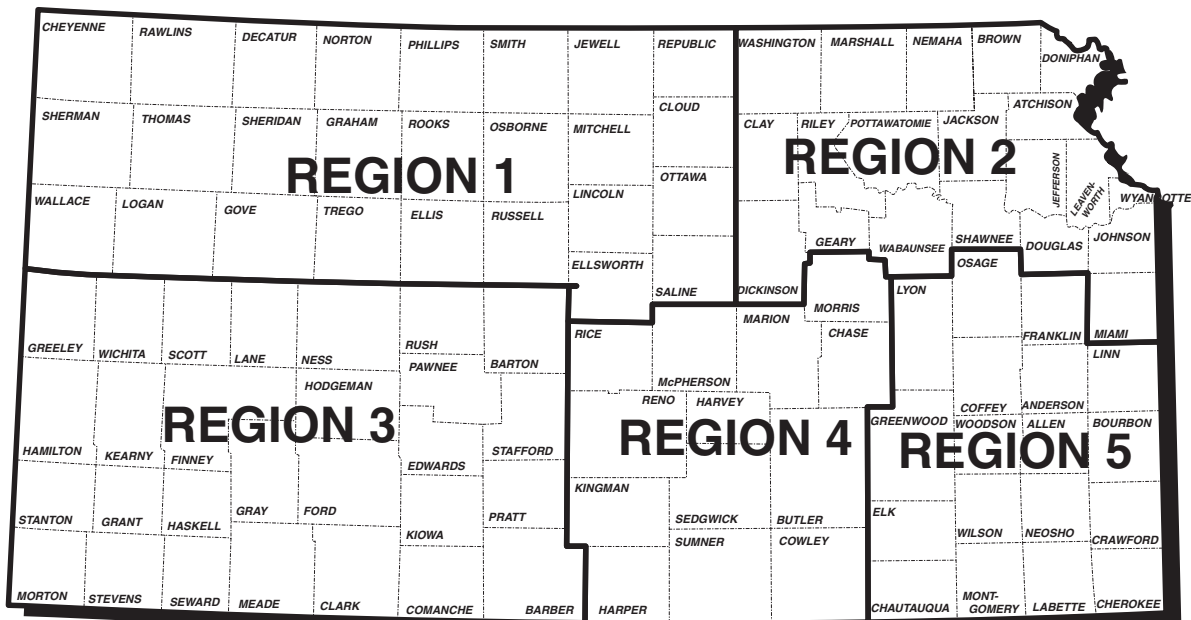 CHEYENNE
RAWLINS
DECATUR
NORTON
PHILLIPS
SMITH
JEWELL
REPUBLIC
WASHINGTON
MARSHALL
NEMAHA
BROWN
DONIPHAN
SHERMAN
THOMAS
SHERIDAN
GRAHAM
ROOKS
OSBORNE
MITCHELL
CLOUD
CLAY
RILEY
POTTAWATOMIE
JACKSON
ATCHISON
REGION 1
REGION 2
WALLACE
LOGAN
GOVE
TREGO
ELLIS
RUSSELL
LINCOLN
OTTAWA
JEFFERSON
LEAVEN-
WORTH
WYANDOTTE
ELLSWORTH
SALINE
DICKINSON
GEARY
WABAUNSEE
SHAWNEE
DOUGLAS
JOHNSON
GREELEY
WICHITA
SCOTT
LANE
NESS
RUSH
PAWNEE
BARTON
RICE
McPHERSON
MARION
MORRIS
CHASE
LYON
OSAGE
FRANKLIN
MIAMI
LINN
HODGEMAN
RENO
HARVEY
GREENWOOD
COFFEY
ANDERSON
WOODSON
ALLEN
BOURBON
REGION 3
REGION 4
REGION 5
HAMILTON
KEARNY
FINNEY
EDWARDS
STAFFORD
KINGMAN
STANTON
GRANT
HASKELL
GRAY
FORD
KIOWA
PRATT
SEDGWICK
SUMNER
BUTLER
COWLEY
ELK
WILSON
NEOSHO
CRAWFORD
MORTON
STEVENS
SEWARD
MEADE
CLARK
COMANCHE
BARBER
HARPER
CHAUTAUQUA
MONT-
GOMERY
LABETTE
CHEROKEE